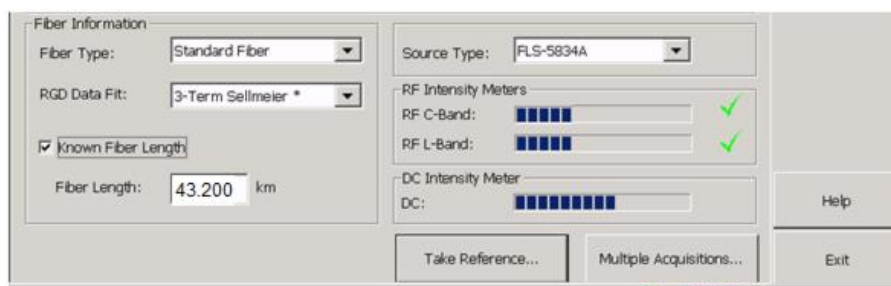 Fiber Information
Fiber Type: Standard Fiber
RGD Data Fit: 3-Term Sellmeier *
Known Fiber Length
Fiber Length: 43.200 km
Source Type: FLS-5834A
RF Intensity Meters
RF C-Band:
RF L-Band:
DC Intensity Meter
DC:
Take Reference... Multiple Acquisitions...
Help
Exit